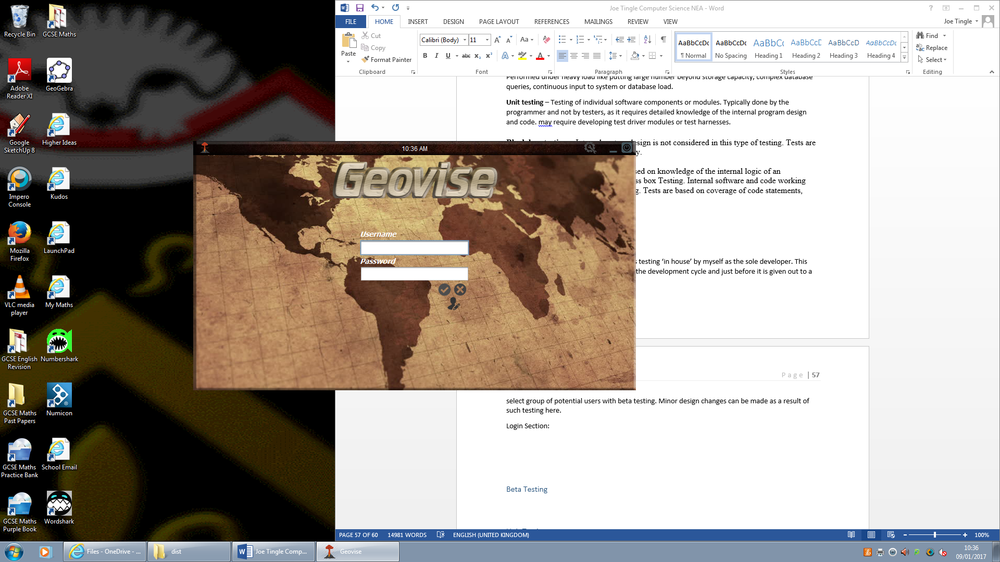 Recycle Bin
GCSE Maths
Adobe
Reader XI
GeoGebra
Google
SketchUp 8
Higher Ideas
Impero
Console
Kudos
Mozilla
Firefox
LaunchPad
VLC media
player
My Maths
GCSE English
Revision
Numbershark
GCSE Maths
Past Papers
Numicon
GCSE Maths
Practice Bank
School Email
GCSE Maths
Purple Book
Wordshark
Joe Tingle Computer Science NEA - Word
FILE HOME INSERT DESIGN PAGE LAYOUT REFERENCES MAILINGS REVIEW VIEW
Joe Tingle
Paste
Cut
Copy
Format Painter
Clipboard
Calibri (Body) 11
Font
Paragraph
AaBbCcDc AaBbCcDc AaBbCc AaBbCcD AaBbCcD AaBbCcDc
¶ Normal No Spacing Heading 1 Heading 2 Heading 3 Heading 4
Styles
Find
Replace
Select
Editing
Performed under heavy load like putting large number beyond storage capacity, complex database
queries, continuous input to system or database load.
Unit testing – Testing of individual software components or modules. Typically done by the
programmer and not by testers, as it requires detailed knowledge of the internal program design
and code. may require developing test driver modules or test harnesses.
design is not considered in this type of testing. Tests are
y.
sed on knowledge of the internal logic of an
ss box Testing. Internal software and code working
g. Tests are based on coverage of code statements,
s testing ‘in house’ by myself as the sole developer. This
the development cycle and just before it is given out to a
10:36 AM
Geovise
Username
Password
Page | 57
select group of potential users with beta testing. Minor design changes can be made as a result of
such testing here.
Login Section:
Beta Testing
PAGE 57 OF 60 14981 WORDS ENGLISH (UNITED KINGDOM)
100%
Files - OneDrive - ...
dist
Joe Tingle Comp...
Geovise
10:36
09/01/2017